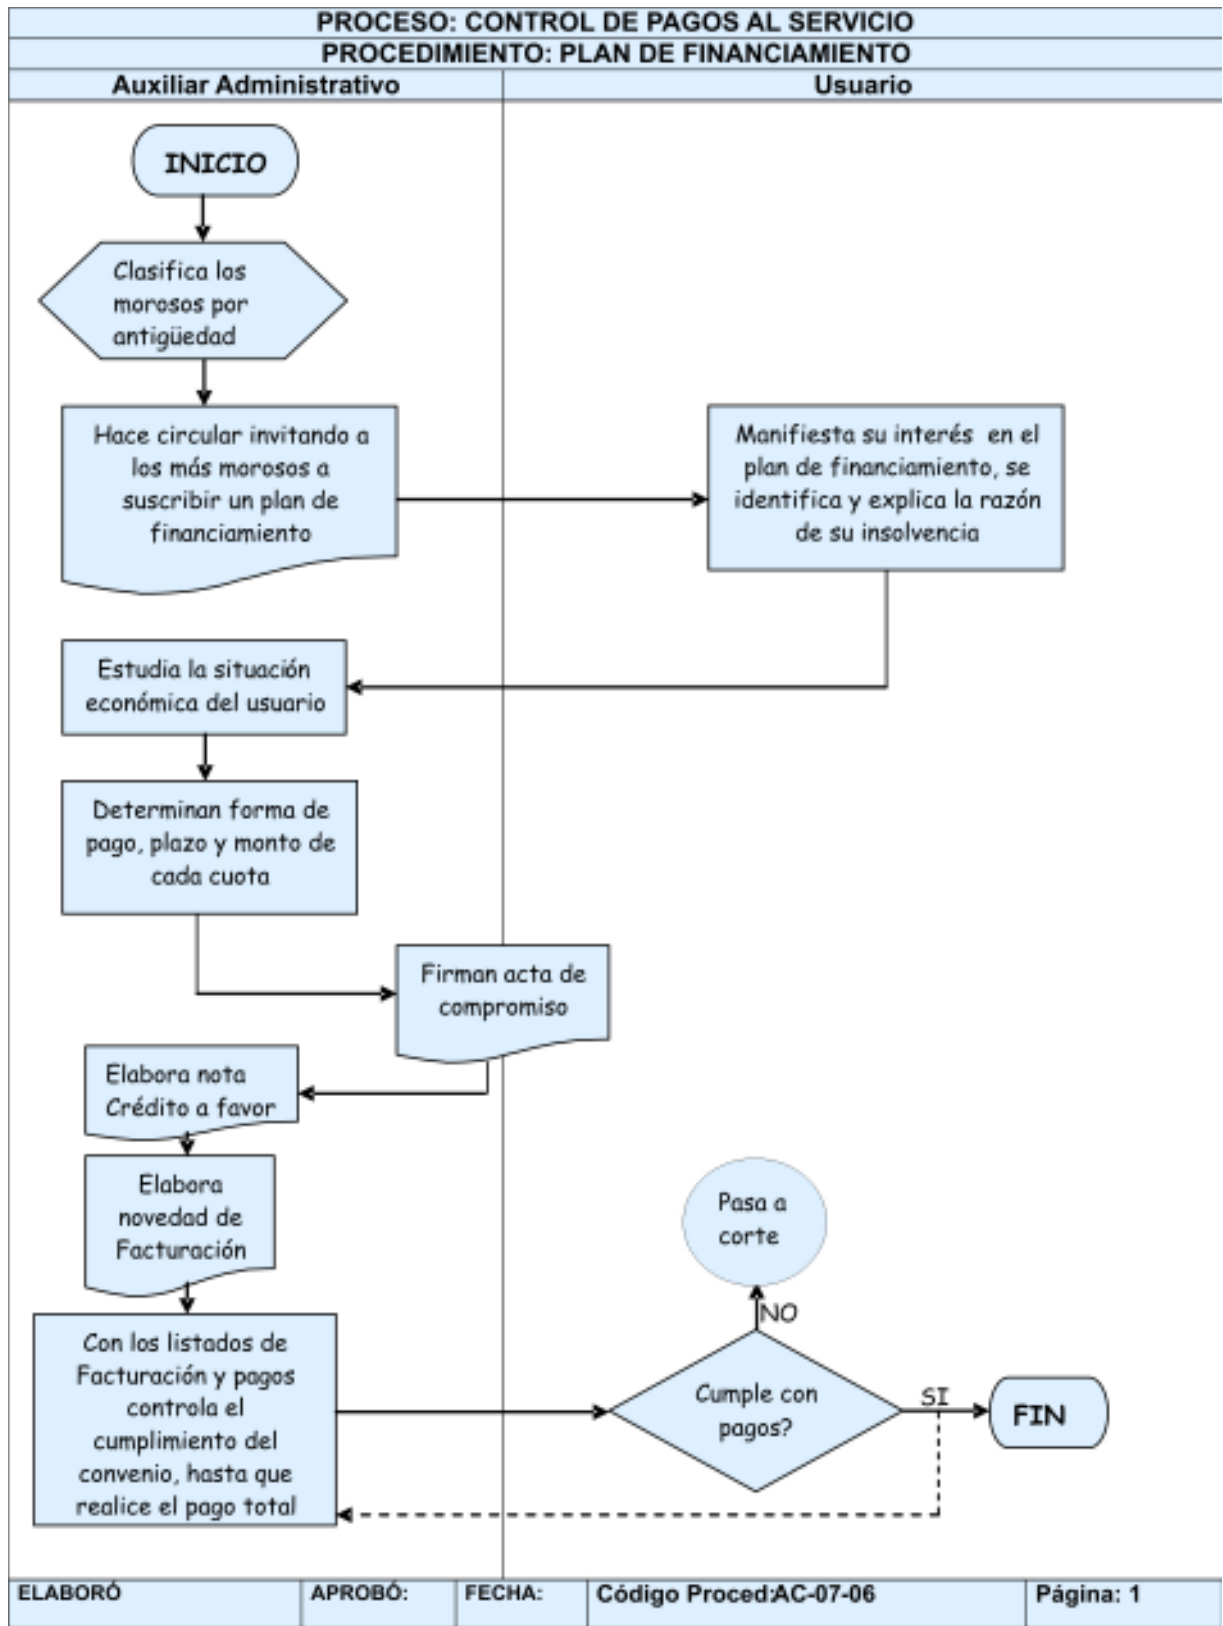 PROCESO: CONTROL DE PAGOS AL SERVICIO
PROCEDIMIENTO: PLAN DE FINANCIAMIENTO
Auxiliar Administrativo
Usuario
INICIO
Clasifica los
morosos por
antigüedad
Hace circular invitando a
los más morosos a
suscribir un plan de
financiamiento
Manifiesta su interés en el
plan de financiamiento, se
identifica y explica la razón
de su insolvencia
Estudia la situación
económica del usuario
Determinan forma de
pago, plazo y monto de
cada cuota
Firman acta de
compromiso
Elabora nota
Crédito a favor
Elabora
novedad de
Facturación
Con los listados de
Facturación y pagos
controla el
cumplimiento del
convenio, hasta que
realice el pago total
Pasa a
corte
NO
Cumple con
pagos?
SI
FIN
ELABORÓ
APROBÓ:
FECHA:
Código Proced:AC-07-06
Página: 1